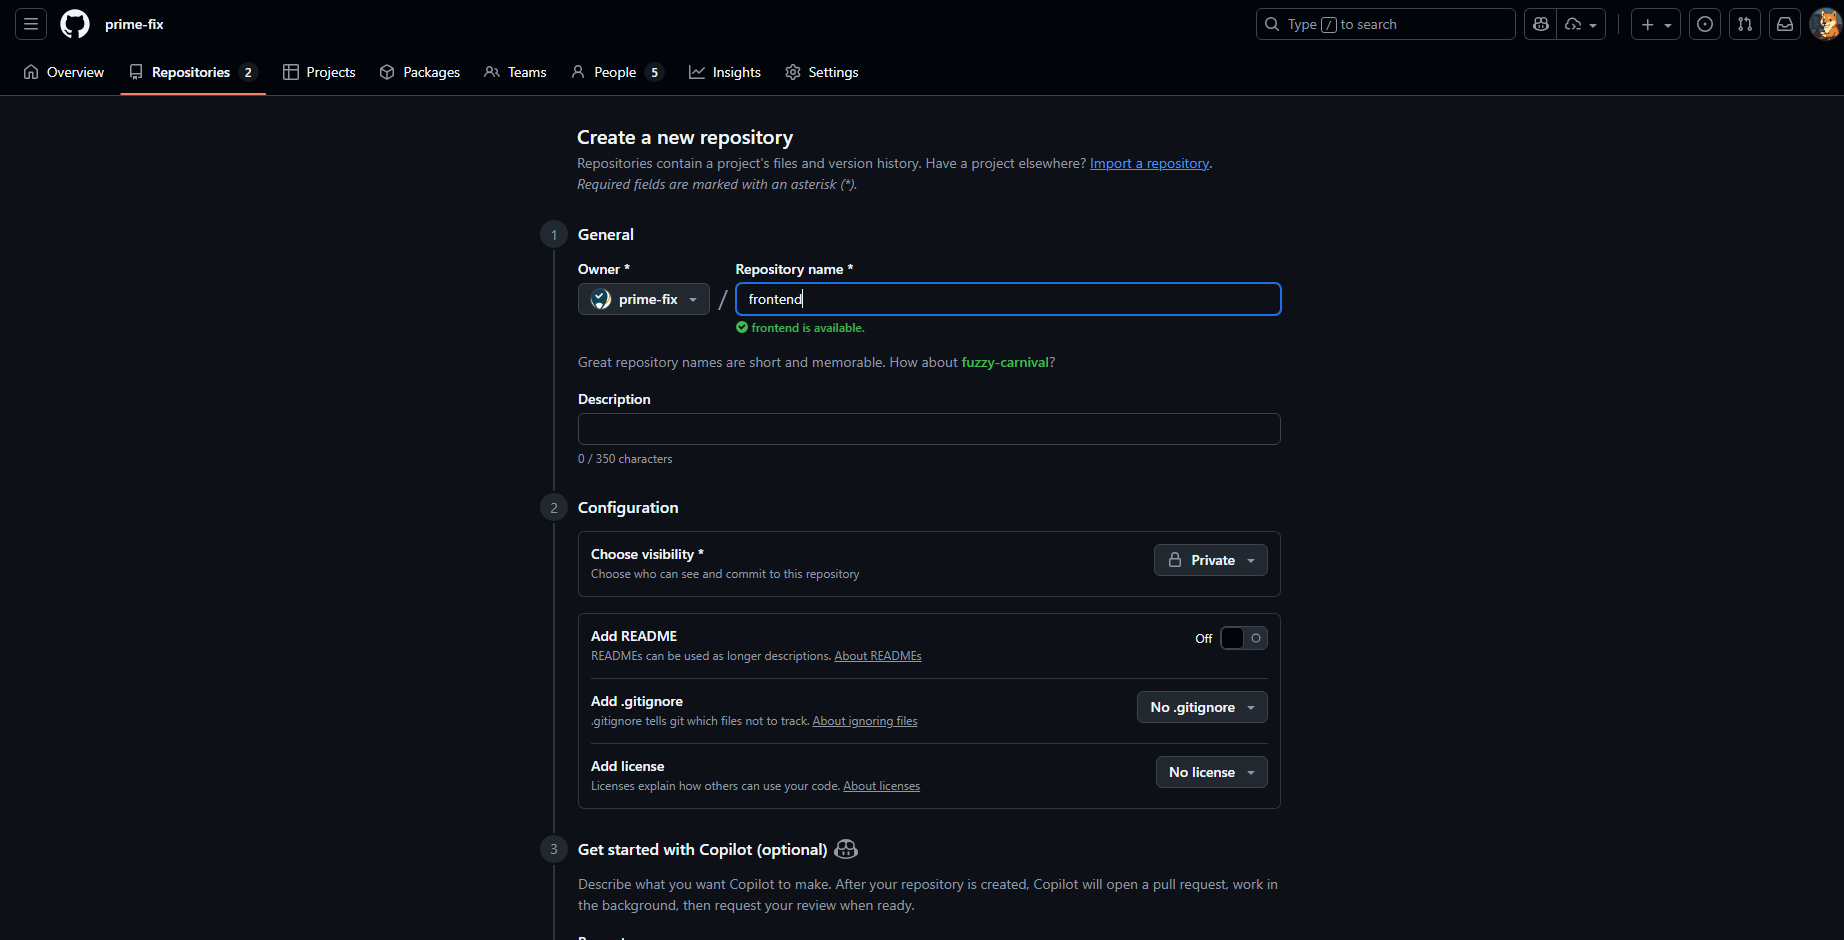 prime-fix
Type / to search
Overview
Repositories 2
Projects
Packages
Teams
People 5
Insights
Settings
Create a new repository
Repositories contain a project's files and version history. Have a project elsewhere? Import a repository.
Required fields are marked with an asterisk (*).
1 General
Owner *
Repository name *
prime-fix
/
frontend
frontend is available.
Great repository names are short and memorable. How about fuzzy-carnival?
Description
0 / 350 characters
2 Configuration
Choose visibility *
Choose who can see and commit to this repository
Private
Add README
READMEs can be used as longer descriptions. About READMEs
Off
Add .gitignore
.gitignore tells git which files not to track. About ignoring files
No .gitignore
Add license
Licenses explain how others can use your code. About licenses
No license
3 Get started with Copilot (optional)
Describe what you want Copilot to make. After your repository is created, Copilot will open a pull request, work in
the background, then request your review when ready.